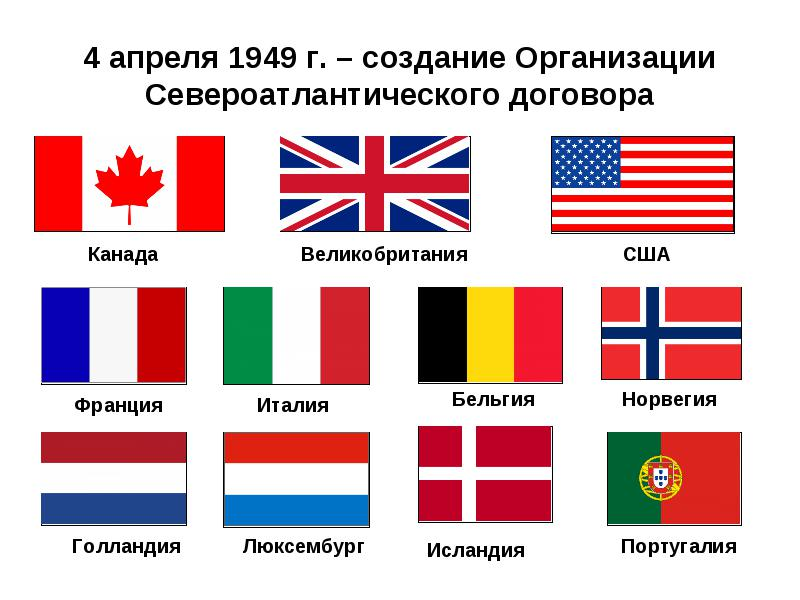 4 апреля 1949 г. – создание Организации
Североатлантического договора
Канада
Великобритания
США
Франция
Италия
Бельгия
Норвегия
Голландия
Люксембург
Исландия
Португалия